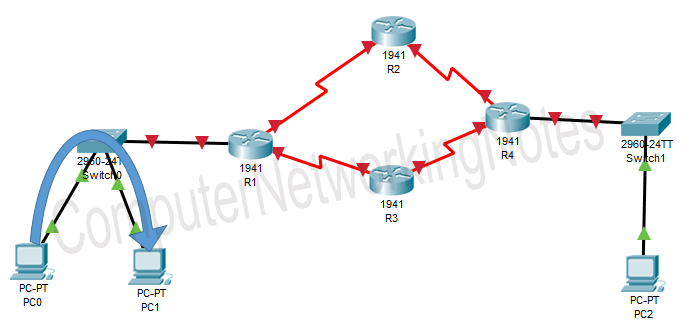 1941
R2
2960-24TT
Switch0
1941
R1
1941
R4
2960-24TT
Switch1
1941
R3
ComputerNetworkingNotes
PC-PT
PC0
PC-PT
PC1
PC-PT
PC2